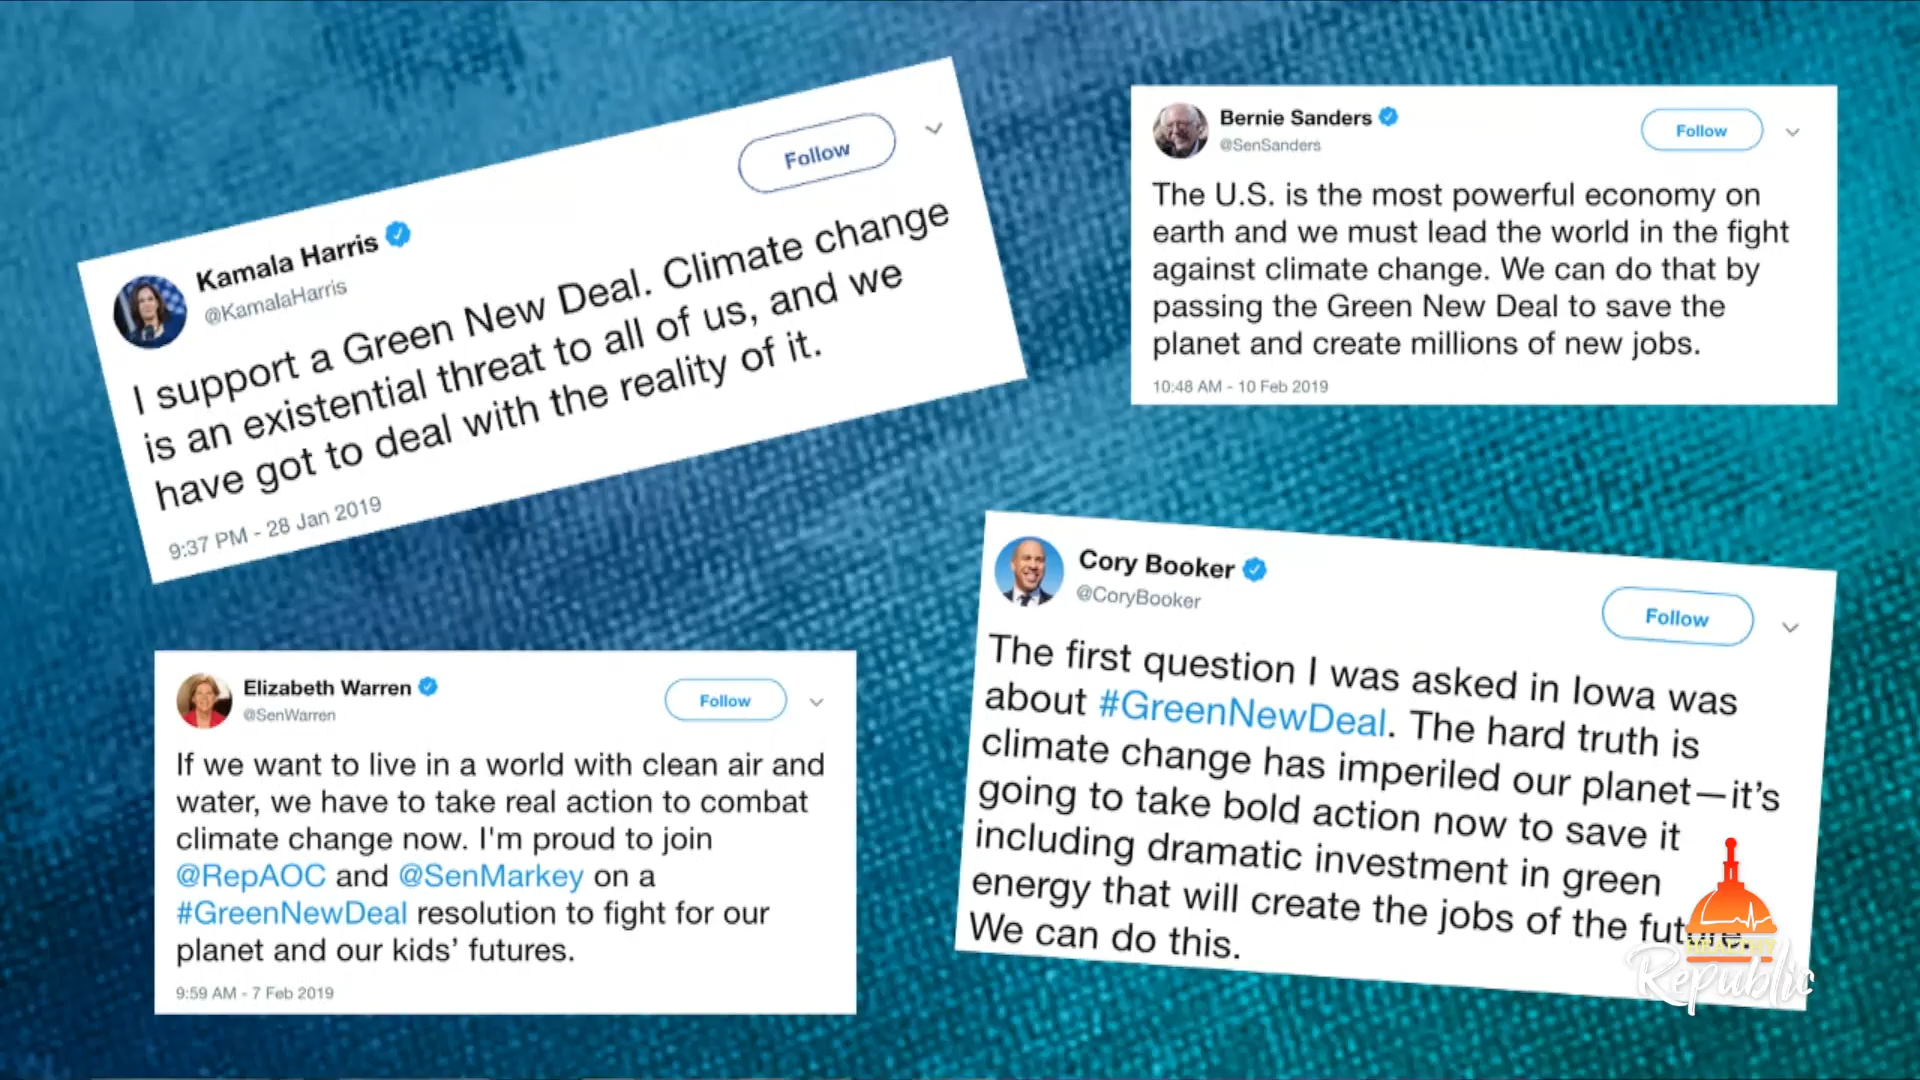 Kamala Harris
@KamalaHarris
Follow
I support a Green New Deal. Climate change
is an existential threat to all of us, and we
have got to deal with the reality of it.
9:37 PM - 28 Jan 2019
Bernie Sanders
@SenSanders
Follow
The U.S. is the most powerful economy on
earth and we must lead the world in the fight
against climate change. We can do that by
passing the Green New Deal to save the
planet and create millions of new jobs.
10:48 AM - 10 Feb 2019
Elizabeth Warren
@SenWarren
Follow
If we want to live in a world with clean air and
water, we have to take real action to combat
climate change now. I'm proud to join
@RepAOC and @SenMarkey on a
#GreenNewDeal resolution to fight for our
planet and our kids’ futures.
9:59 AM - 7 Feb 2019
Cory Booker
@CoryBooker
Follow
The first question I was asked in Iowa was
about #GreenNewDeal. The hard truth is
climate change has imperiled our planet—it’s
going to take bold action now to save it
including dramatic investment in green
energy that will create the jobs of the future.
We can do this.
HEALTHY
Republic